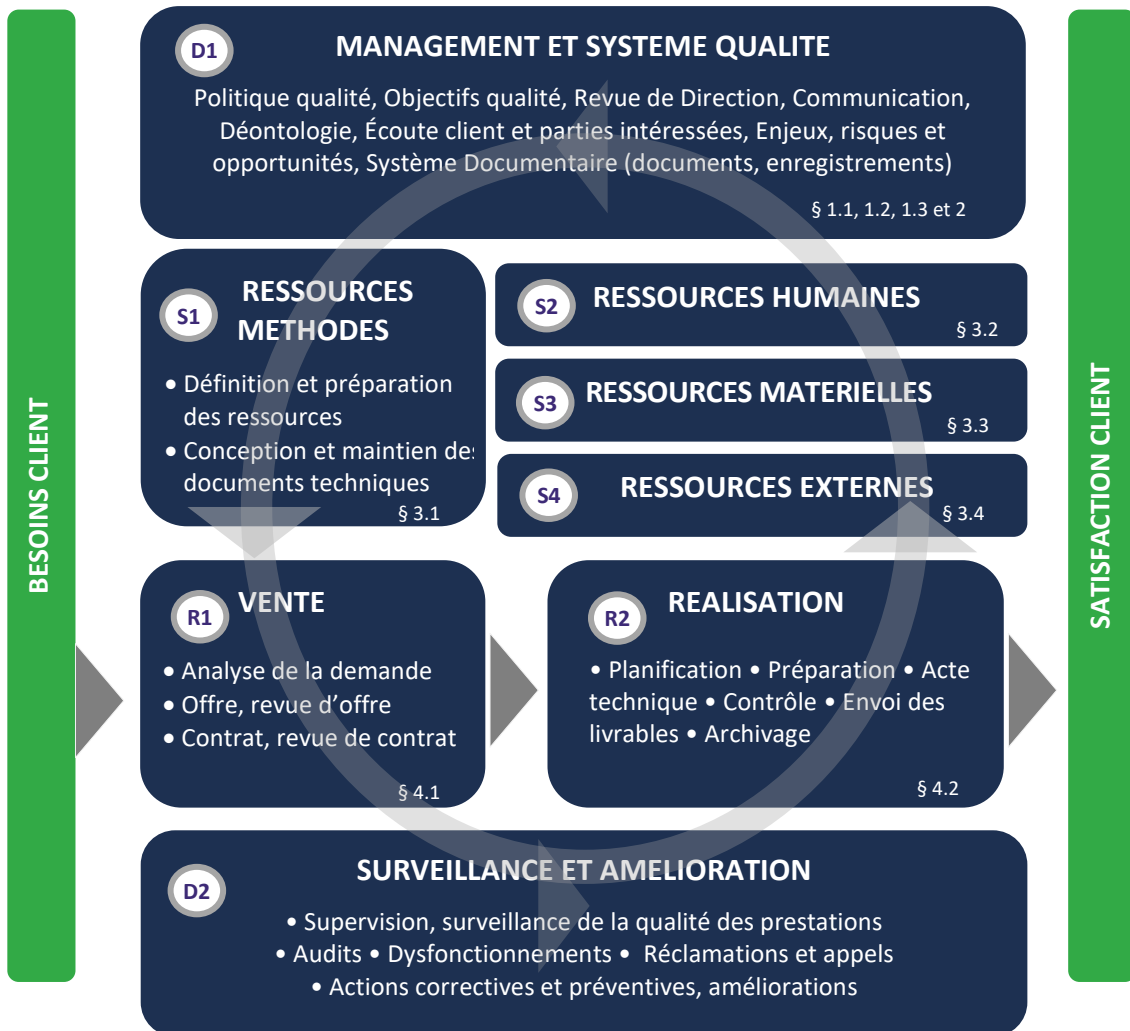 BESOINS CLIENT
D1
MANAGEMENT ET SYSTEME QUALITE
Politique qualité, Objectifs qualité, Revue de Direction, Communication,
Déontologie, Écoute client et parties intéressées, Enjeux, risques et
opportunités, Système Documentaire (documents, enregistrements)
§ 1.1, 1.2, 1.3 et 2
S1
RESSOURCES
METHODES
• Définition et préparation
des ressources
• Conception et maintien des
documents techniques
§ 3.1
S2
RESSOURCES HUMAINES
§ 3.2
S3
RESSOURCES MATERIELLES
§ 3.3
S4
RESSOURCES EXTERNES
§ 3.4
R1
VENTE
• Analyse de la demande
• Offre, revue d’offre
• Contrat, revue de contrat
§ 4.1
R2
REALISATION
• Planification • Préparation • Acte
technique • Contrôle • Envoi des
livrables • Archivage
§ 4.2
D2
SURVEILLANCE ET AMELIORATION
• Supervision, surveillance de la qualité des prestations
• Audits • Dysfonctionnements • Réclamations et appels
• Actions correctives et préventives, améliorations
SATISFACTION CLIENT